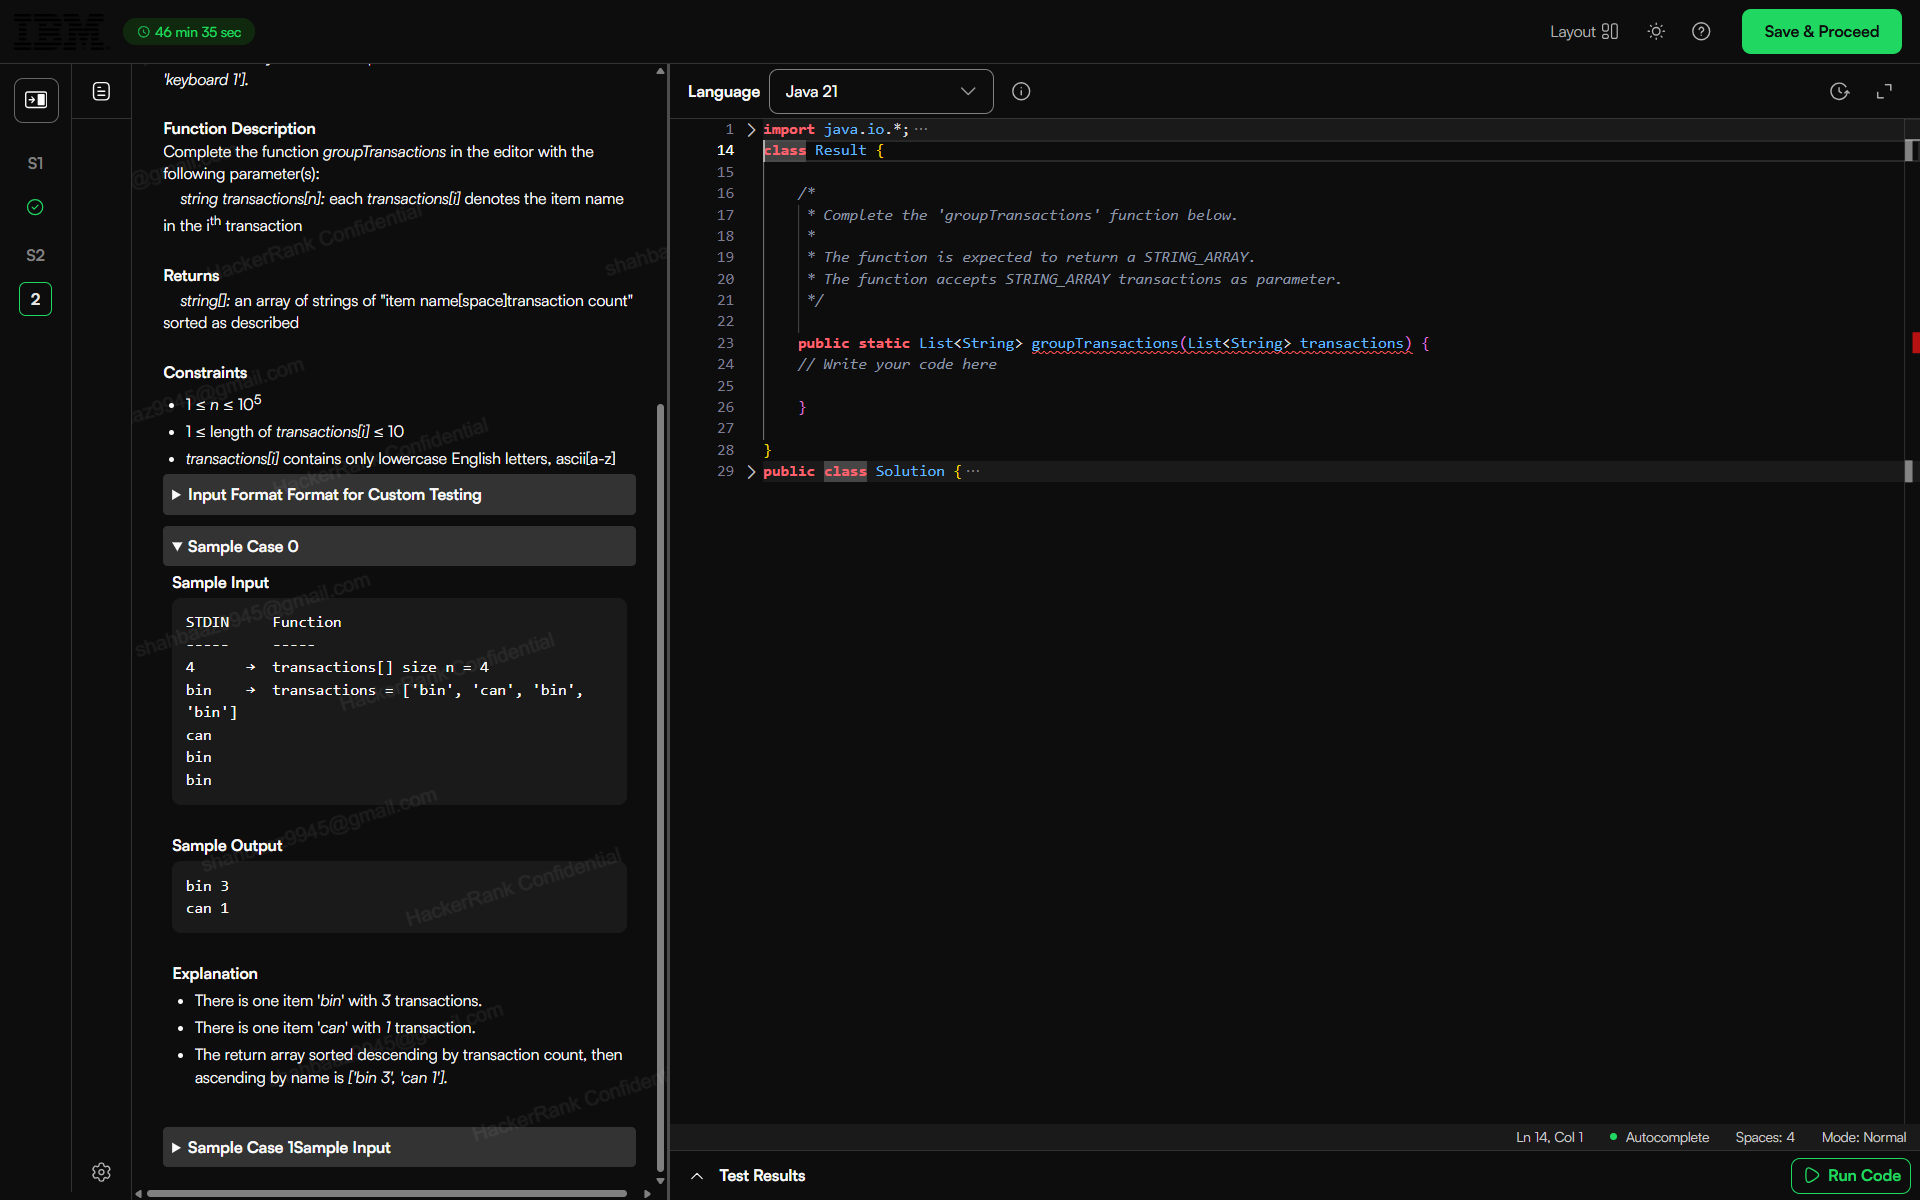 IBM
46 min 35 sec
Layout
Save & Proceed
S1
S2
2
'keyboard 1'].
Function Description
Complete the function groupTransactions in the editor with the
following parameter(s):
string transactions[n]: each transactions[i] denotes the item name
in the ith transaction
Returns
string[]: an array of strings of "item name[space]transaction count"
sorted as described
Constraints
1 ≤ n ≤ 10^5
1 ≤ length of transactions[i] ≤ 10
transactions[i] contains only lowercase English letters, ascii[a-z]
Input Format Format for Custom Testing
Sample Case 0
Sample Input
STDIN Function
----- -----
4 → transactions[] size n = 4
bin → transactions = ['bin', 'can', 'bin',
'bin']
can
bin
bin
Sample Output
bin 3
can 1
Explanation
There is one item 'bin' with 3 transactions.
There is one item 'can' with 1 transaction.
The return array sorted descending by transaction count, then
ascending by name is ['bin 3', 'can 1'].
Sample Case 1Sample Input
HackerRank Confidential
Language
Java 21
1 import java.io.*; ...
14 class Result {
15
16 /*
17 * Complete the 'groupTransactions' function below.
18 *
19 * The function is expected to return a STRING_ARRAY.
20 * The function accepts STRING_ARRAY transactions as parameter.
21 */
22
23 public static List<String> groupTransactions(List<String> transactions) {
24 // Write your code here
25
26 }
27
28 }
29 public class Solution { ...
Ln 14, Col 1
Autocomplete
Spaces: 4
Mode: Normal
Test Results
Run Code